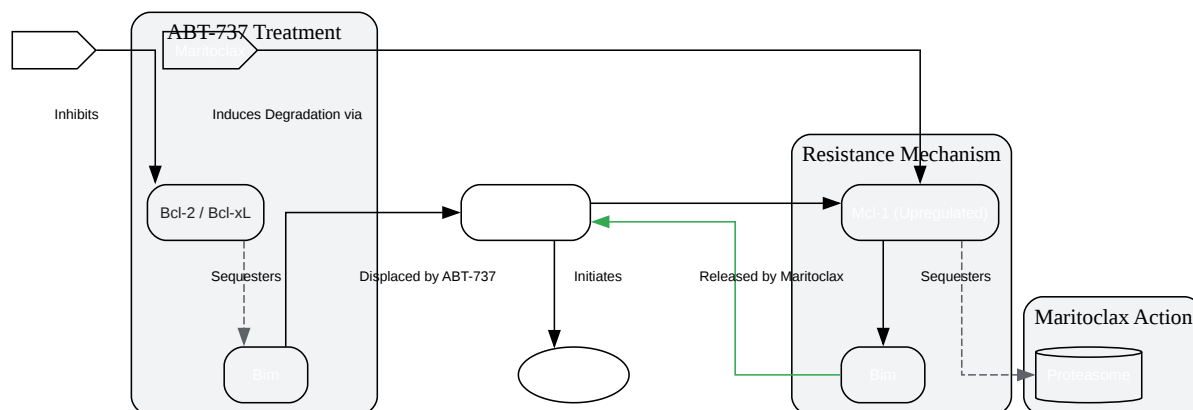 ABT-737 Treatment
Maritoclax
Inhibits
Induces Degradation via
Resistance Mechanism
Bcl-2 / Bcl-xL
Mcl-1 (Upregulated)
Sequesters
Displaced by ABT-737
Initiates
Released by Maritoclax
Sequesters
Maritoclax Action
Bim
Bim
Proteasome